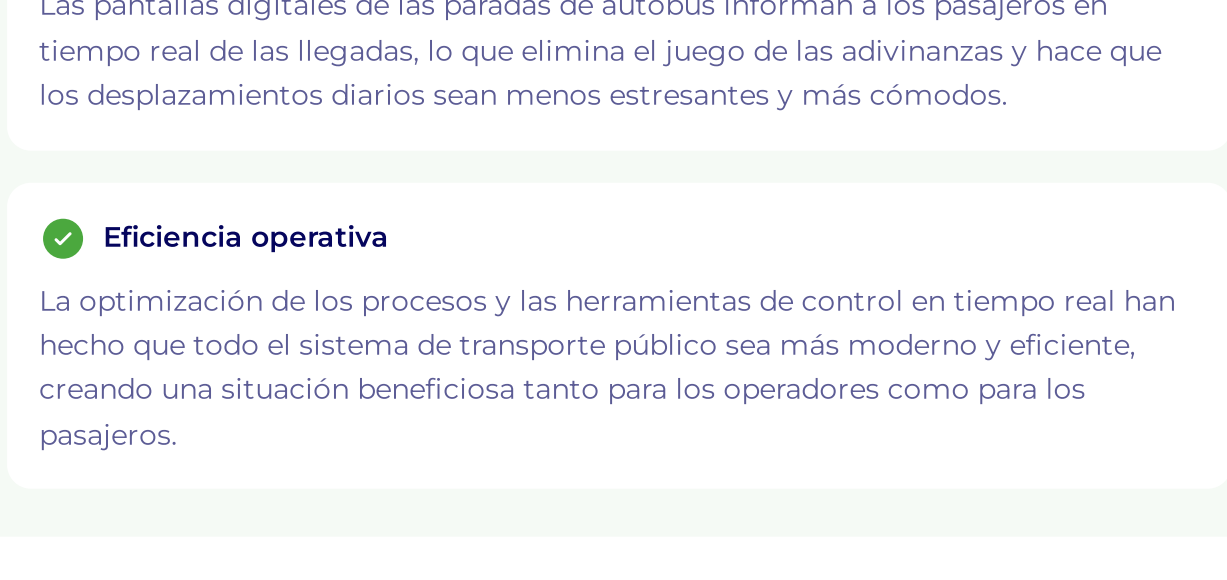 Las pantallas digitales de las paradas de autobús informan a los pasajeros en
tiempo real de las llegadas, lo que elimina el juego de las adivinanzas y hace que
los desplazamientos diarios sean menos estresantes y más cómodos.
Eficiencia operativa
La optimización de los procesos y las herramientas de control en tiempo real han
hecho que todo el sistema de transporte público sea más moderno y eficiente,
creando una situación beneficiosa tanto para los operadores como para los
pasajeros.